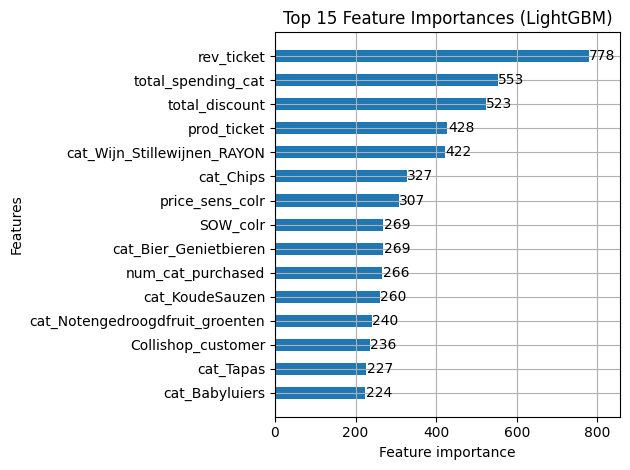 Top 15 Feature Importances (LightGBM)
Features
rev_ticket 778
total_spending_cat 553
total_discount 523
prod_ticket 428
cat_Wijn_Stillewijnen_RAYON 422
cat_Chips 327
price_sens_colr 307
SOW_colr 269
cat_Bier_Genietbieren 269
num_cat_purchased 266
cat_KoudeSauzen 260
cat_Notengedroogdfruit_groenten 240
Collishop_customer 236
cat_Tapas 227
cat_Babyluiers 224
0 200 400 600 800
Feature importance